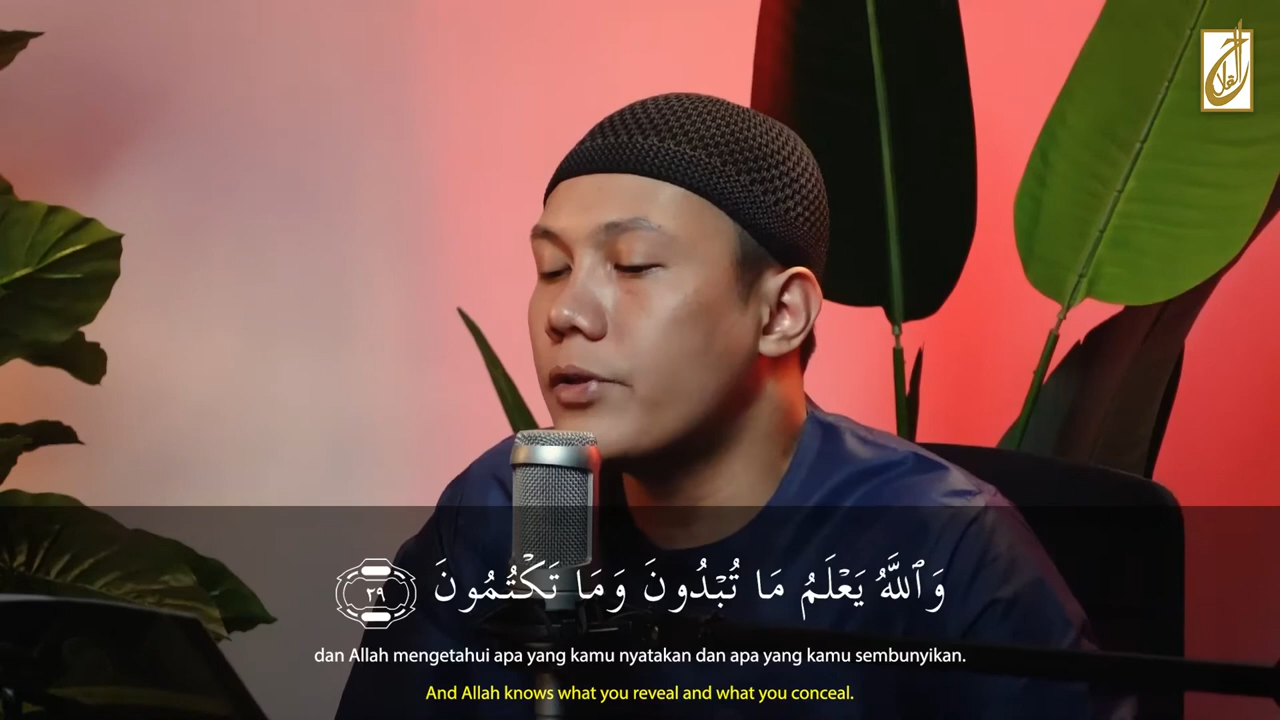 وَٱللَّهُ يَعْلَمُ مَا تُبْدُونَ وَمَا تَكْتُمُونَ ٢٩
dan Allah mengetahui apa yang kamu nyatakan dan apa yang kamu sembunyikan.
And Allah knows what you reveal and what you conceal.